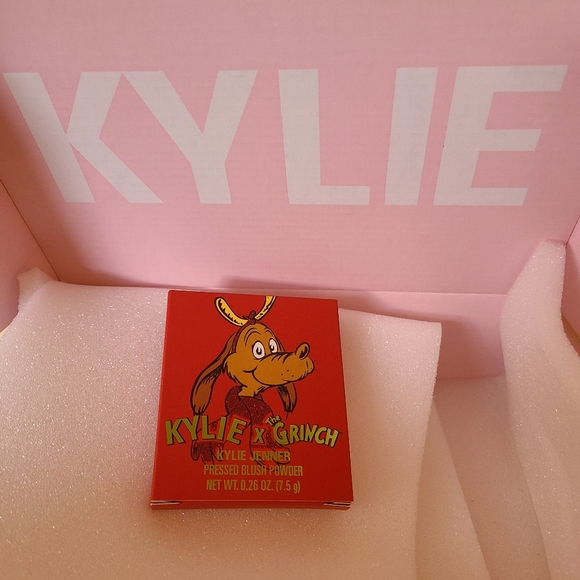 KYLIE
KYLIE x The GRINCH
KYLIE JENNER
PRESSED BLUSH POWDER
NET WT. 0.26 OZ. (7.5 g)